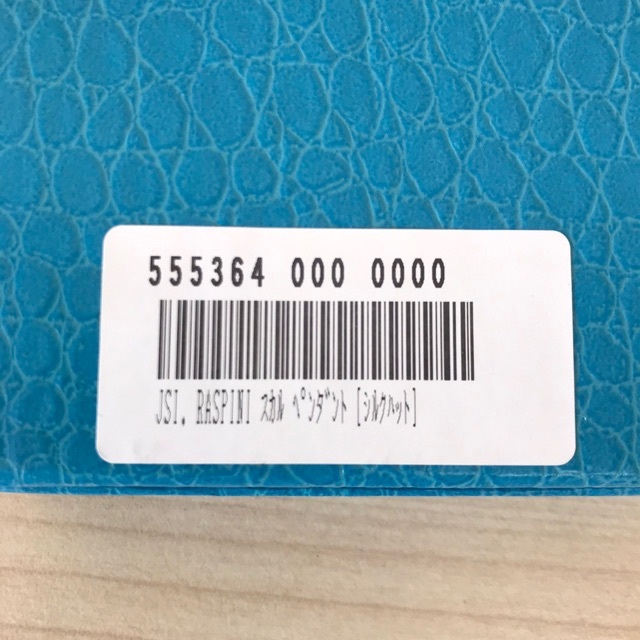 555364 000 0000
JSI. RASPINI ｽｶﾙ ﾍﾟﾝﾀﾞﾝﾄ [ｼﾙｸﾊｯﾄ]